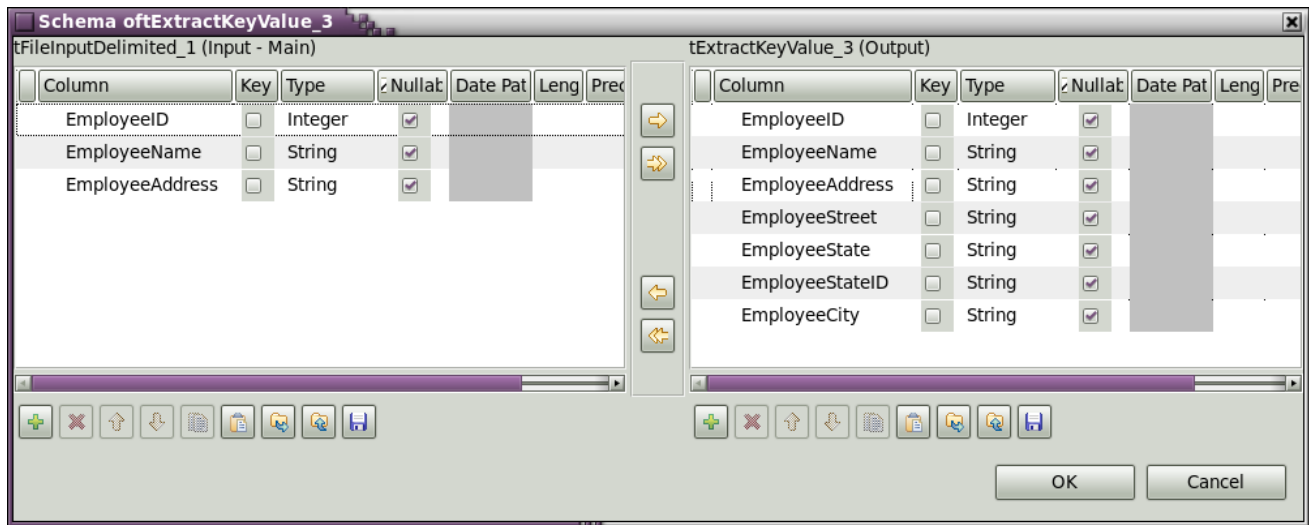 Schema oftExtractKeyValue_3
tFileInputDelimited_1 (Input - Main)
Column Key Type Nullab Date Pat Leng Prec
EmployeeID Integer
EmployeeName String
EmployeeAddress String
tExtractKeyValue_3 (Output)
Column Key Type Nullab Date Pat Leng Pre
EmployeeID Integer
EmployeeName String
EmployeeAddress String
EmployeeStreet String
EmployeeState String
EmployeeStateID String
EmployeeCity String
OK Cancel